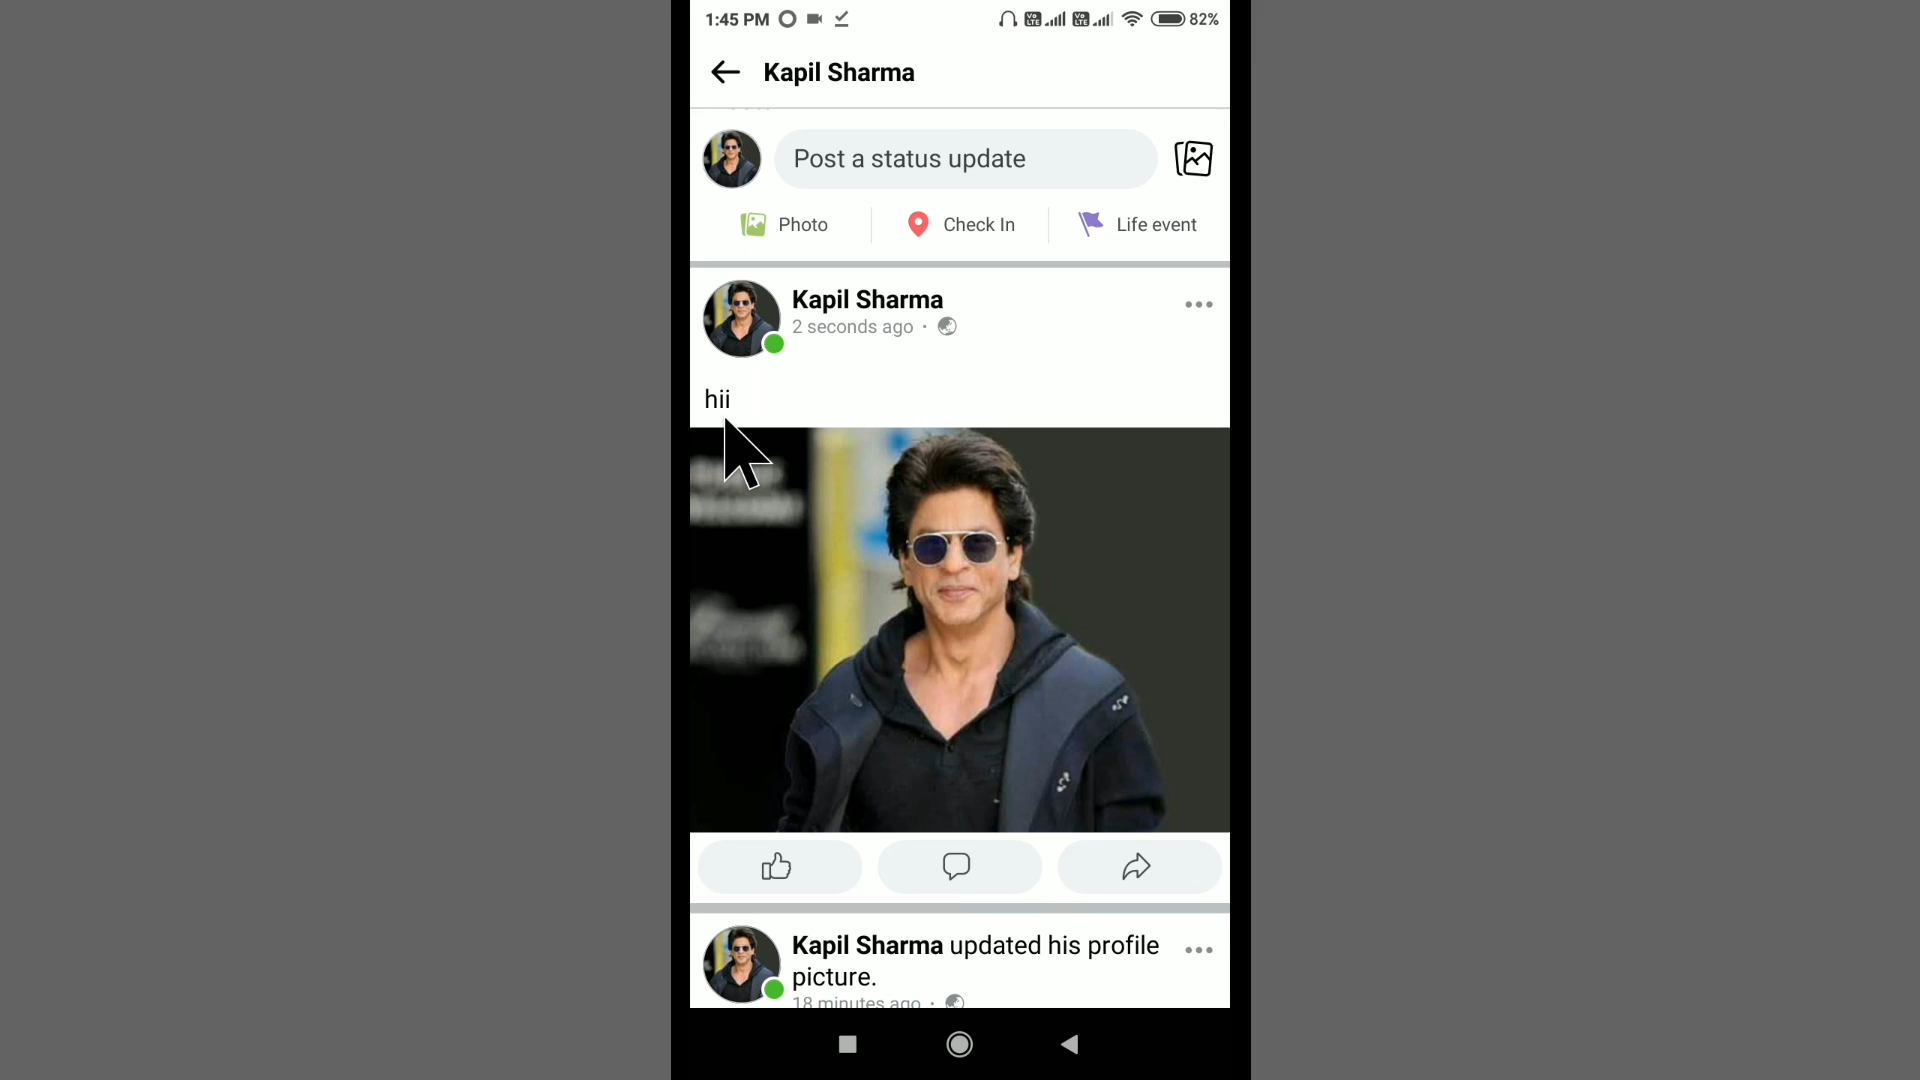 1:45 PM 82%
Kapil Sharma
Post a status update
Photo Check In Life event
Kapil Sharma
2 seconds ago ·
hii
Kapil Sharma updated his profile
picture.
18 minutes ago ·